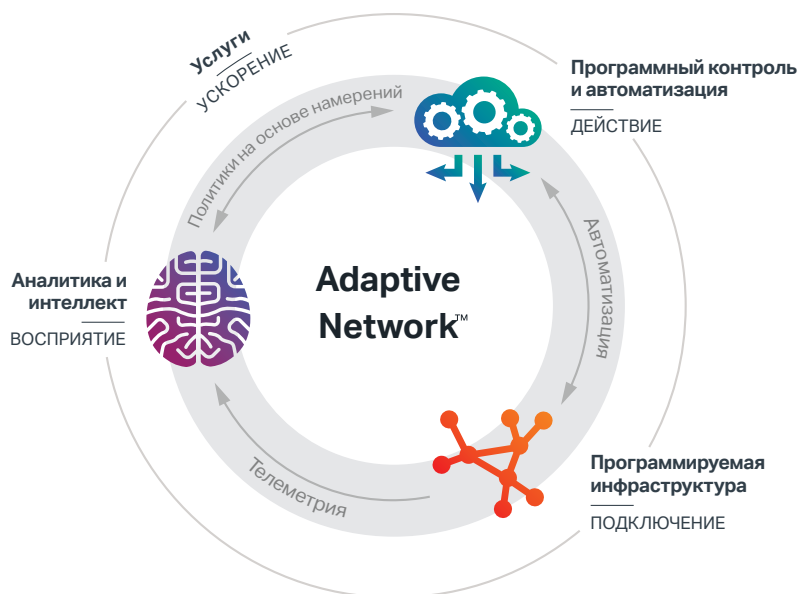 Услуги
УСКОРЕНИЕ
Программный контроль
и автоматизация
ДЕЙСТВИЕ
Политики на основе намерений
Автоматизация
Аналитика и
интеллект
ВОСПРИЯТИЕ
Adaptive
Network™
Телеметрия
Программируемая
инфраструктура
ПОДКЛЮЧЕНИЕ